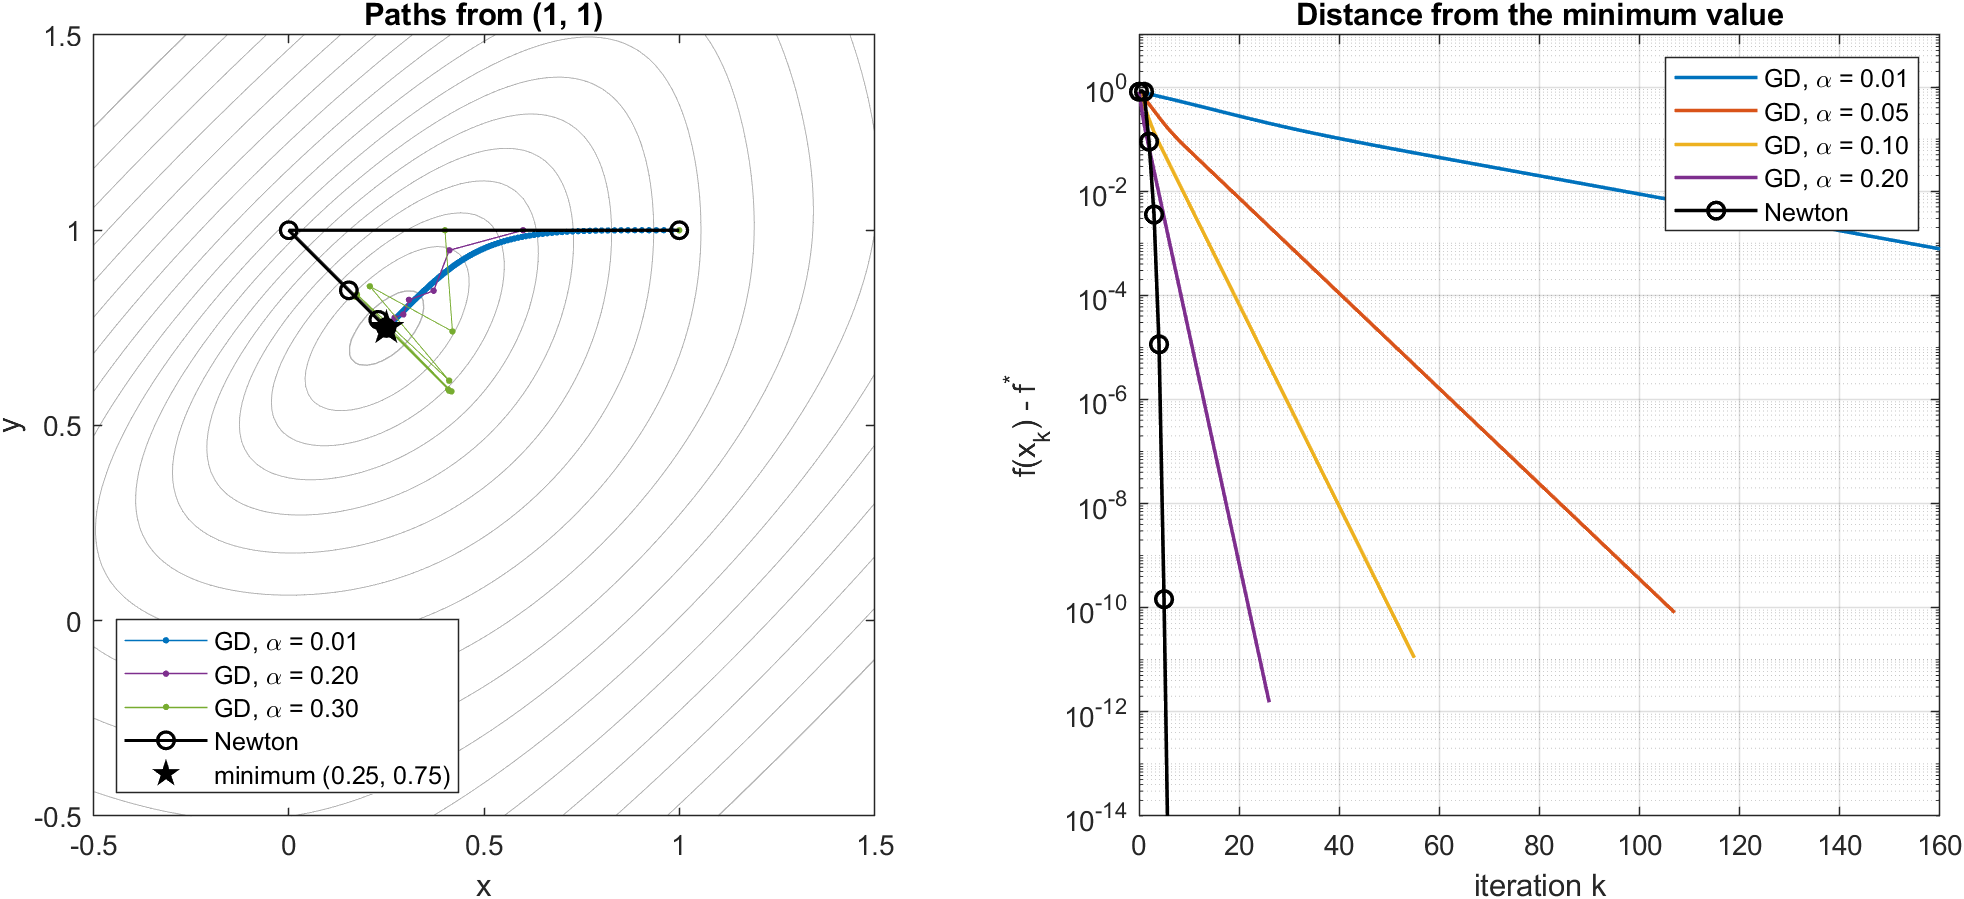 Paths from (1, 1)
1.5
1
0.5
0
-0.5
y
-0.5
0
0.5
1
1.5
x
GD, α = 0.01
GD, α = 0.20
GD, α = 0.30
Newton
minimum (0.25, 0.75)
Distance from the minimum value
10^0
10^-2
10^-4
10^-6
10^-8
10^-10
10^-12
10^-14
f(x_k) - f^*
0
20
40
60
80
100
120
140
160
iteration k
GD, α = 0.01
GD, α = 0.05
GD, α = 0.10
GD, α = 0.20
Newton